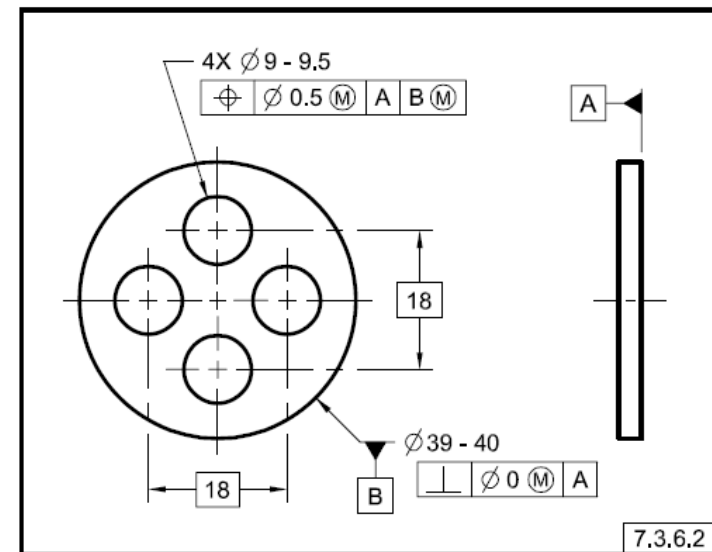 4X ∅ 9 - 9.5
⌖ ∅ 0.5 Ⓜ A B Ⓜ
A
18
∅ 39 - 40
⟂ ∅ 0 Ⓜ A
18
B
7.3.6.2